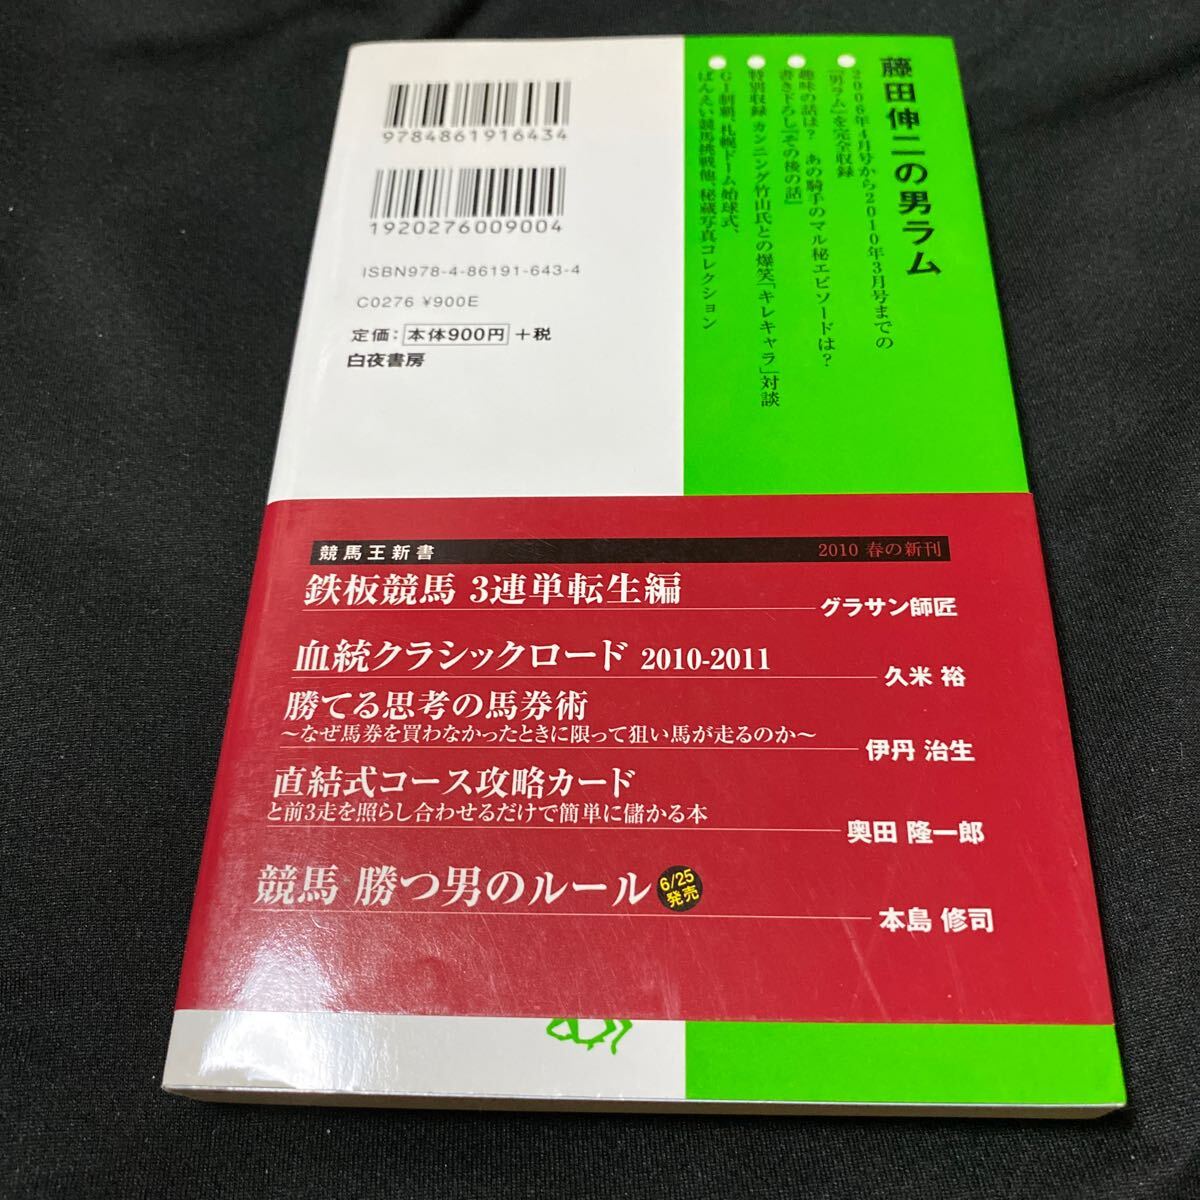 藤田伸二の男ラム
●2006年4月号から2010年3月号までの
『男ラム』を完全収録
●趣味の話は? あの騎手のマル秘エピソードは?
書き下ろし『その後の話』
●特別収録 カンニング竹山氏との爆笑「キレキャラ」対談
●G1制覇、札幌ドーム始球式、
ばんえい競馬挑戦他、秘蔵写真コレクション
9784861916434
1920276009004
ISBN978-4-86191-643-4
C0276 ¥900E
定価：本体900円＋税
白夜書房
競馬王新書
2010 春の新刊
鉄板競馬 3連単転生編
グラサン師匠
血統クラシックロード 2010-2011
久米 裕
勝てる思考の馬券術
～なぜ馬券を買わなかったときに限って狙い馬が走るのか～
伊丹 治生
直結式コース攻略カード
と前3走を照らし合わせるだけで簡単に儲かる本
奥田 隆一郎
競馬 勝つ男のルール
6/25
発売
本島 修司